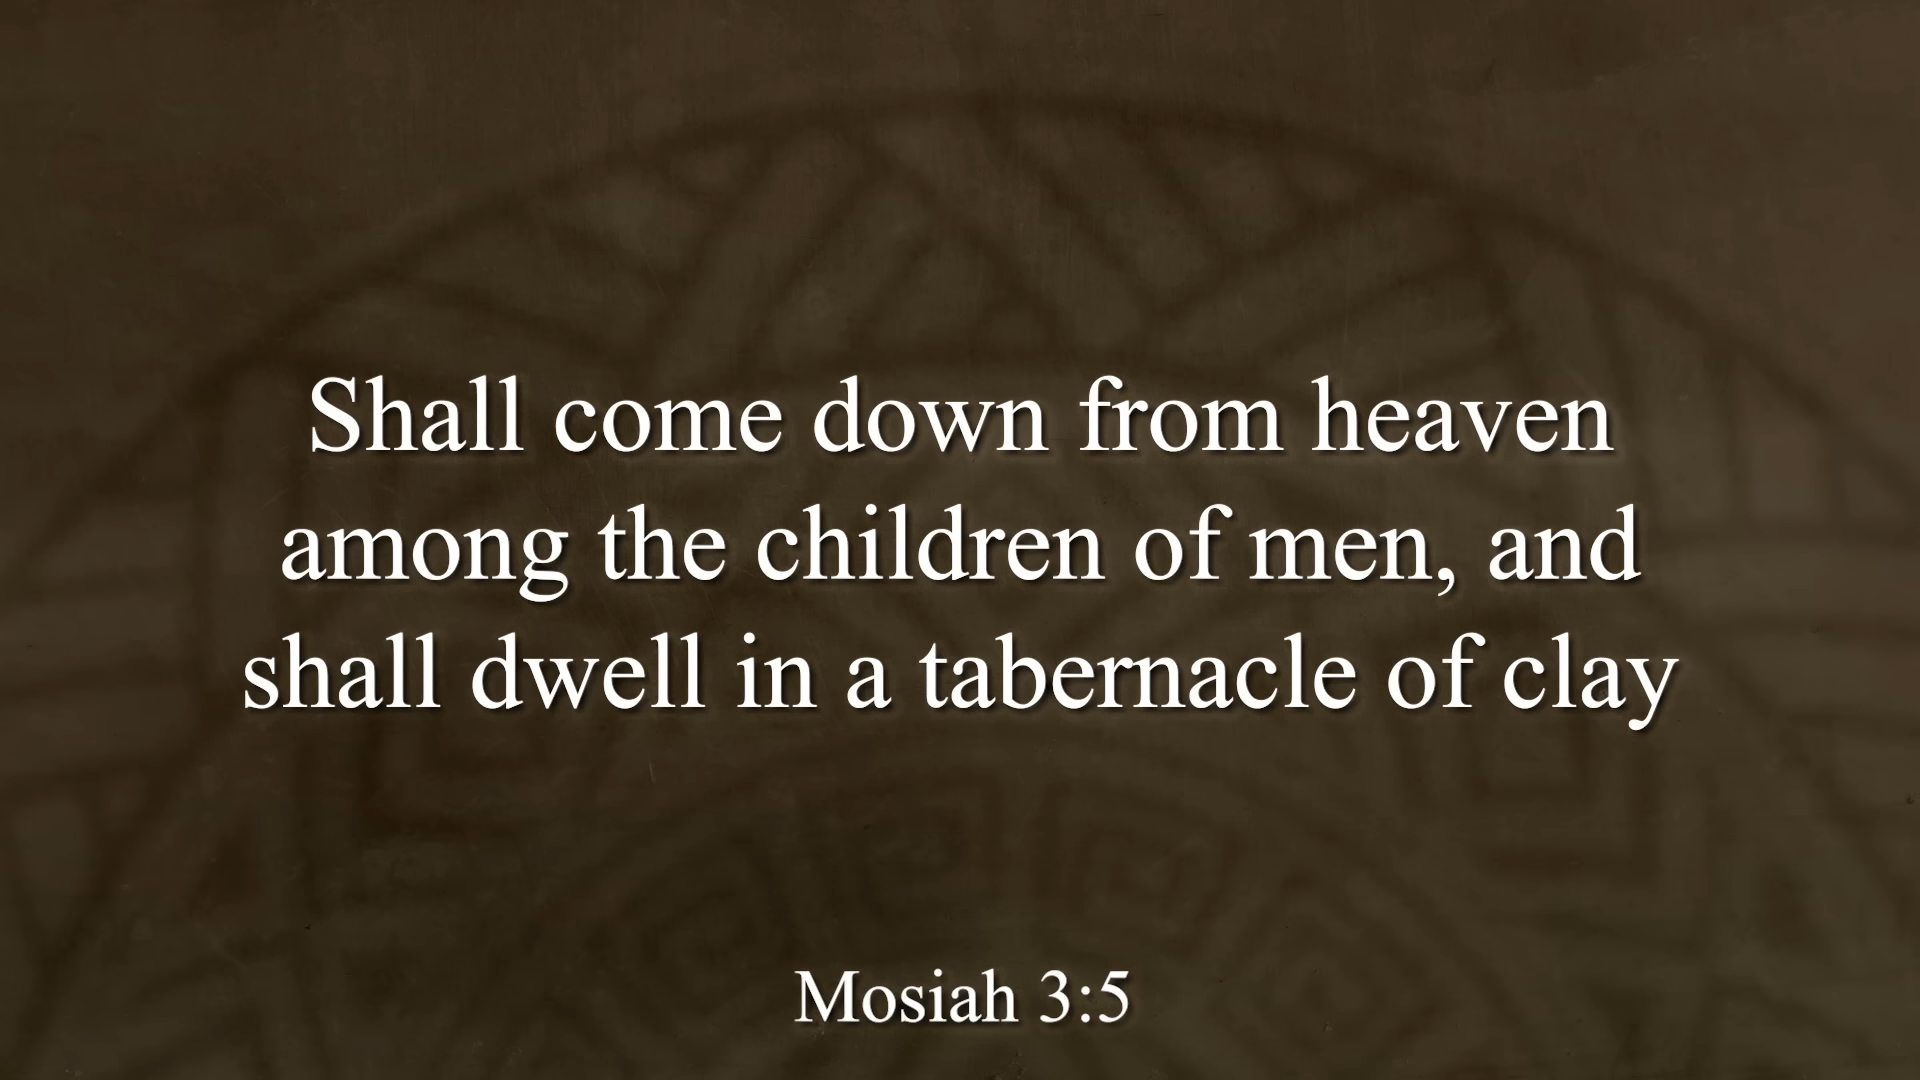 Shall come down from heaven
among the children of men, and
shall dwell in a tabernacle of clay
Mosiah 3:5